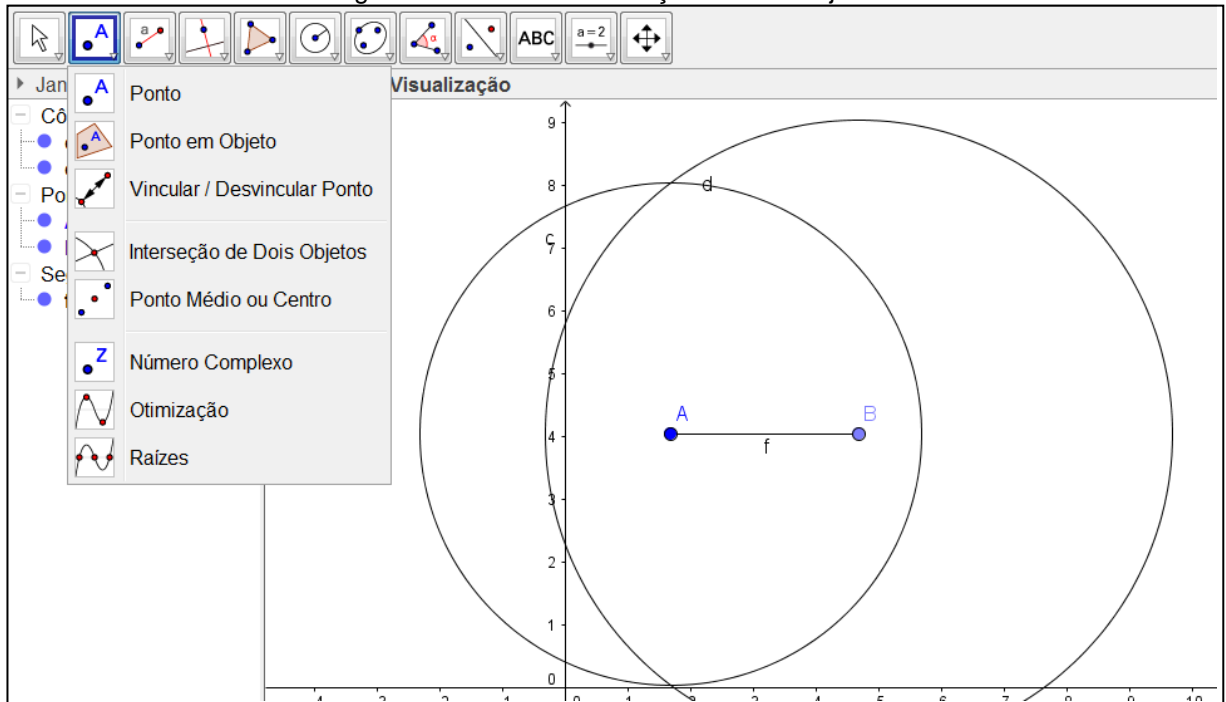 A a α ABC a=2
Jan Visualização
Cô
Po
Se
A Ponto
A Ponto em Objeto
Vincular / Desvincular Ponto
Interseção de Dois Objetos
Ponto Médio ou Centro
Z Número Complexo
Otimização
Raízes
9
8
d
c
7
6
5
A B
4
f
3
2
1
0
0 1 2 3 4 5 6 7 8 9 10